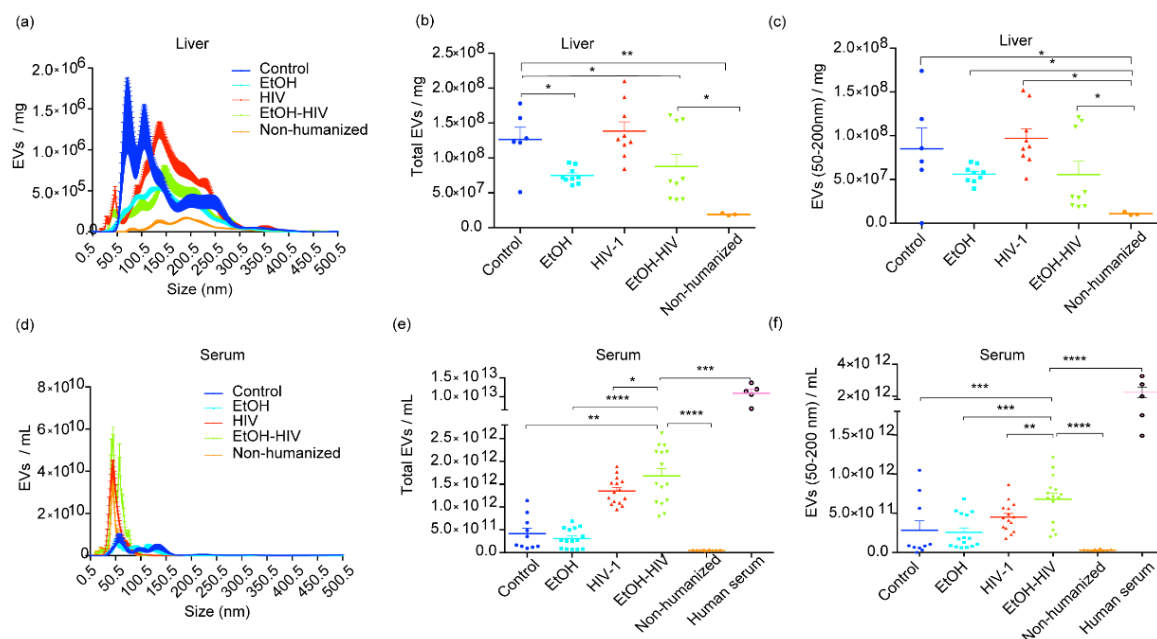 (a)
Liver
EVs / mg
2.0×10⁶
1.5×10⁶
1.0×10⁶
5.0×10⁵
0.0
0.5
50.5
100.5
150.5
200.5
250.5
300.5
350.5
400.5
450.5
500.5
Size (nm)
Control
EtOH
HIV
EtOH-HIV
Non-humanized
(b)
Liver
Total EVs / mg
2.5×10⁸
2.0×10⁸
1.5×10⁸
1.0×10⁸
5.0×10⁷
0.0
**
*
*
*
Control
EtOH
HIV-1
EtOH-HIV
Non-humanized
(c)
Liver
EVs (50-200nm) / mg
2.0×10⁸
1.5×10⁸
1.0×10⁸
5.0×10⁷
0.0
*
*
*
*
Control
EtOH
HIV-1
EtOH-HIV
Non-humanized
(d)
Serum
EVs / mL
8×10¹⁰
6×10¹⁰
4×10¹⁰
2×10¹⁰
0
0.5
50.5
100.5
150.5
200.5
250.5
300.5
350.5
400.5
450.5
500.5
Size (nm)
Control
EtOH
HIV
EtOH-HIV
Non-humanized
(e)
Serum
Total EVs / mL
1.5×10¹³
1.0×10¹³
2.5×10¹²
2.0×10¹²
1.5×10¹²
1.0×10¹²
5.0×10¹¹
0.0
***
*
****
**
****
Control
EtOH
HIV-1
EtOH-HIV
Non-humanized
Human serum
(f)
Serum
EVs (50-200 nm) / mL
4×10¹²
2×10¹²
1.5×10¹²
1.0×10¹²
5.0×10¹¹
0.0
****
***
***
**
****
Control
EtOH
HIV-1
EtOH-HIV
Non-humanized
Human serum